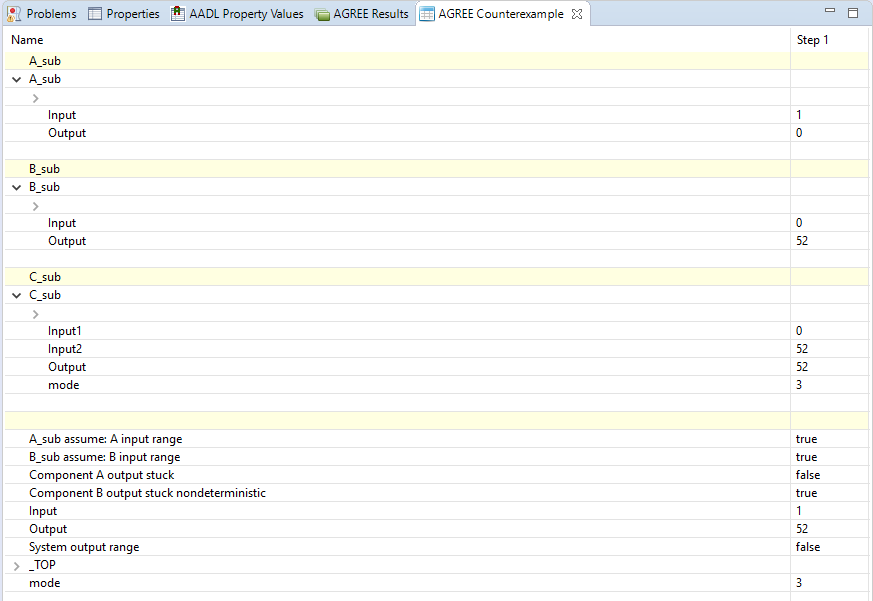 Problems Properties AADL Property Values AGREE Results AGREE Counterexample
Name Step 1
A_sub
A_sub
Input 1
Output 0
B_sub
B_sub
Input 0
Output 52
C_sub
C_sub
Input1 0
Input2 52
Output 52
mode 3
A_sub assume: A input range true
B_sub assume: B input range true
Component A output stuck false
Component B output stuck nondeterministic true
Input 1
Output 52
System output range false
_TOP
mode 3